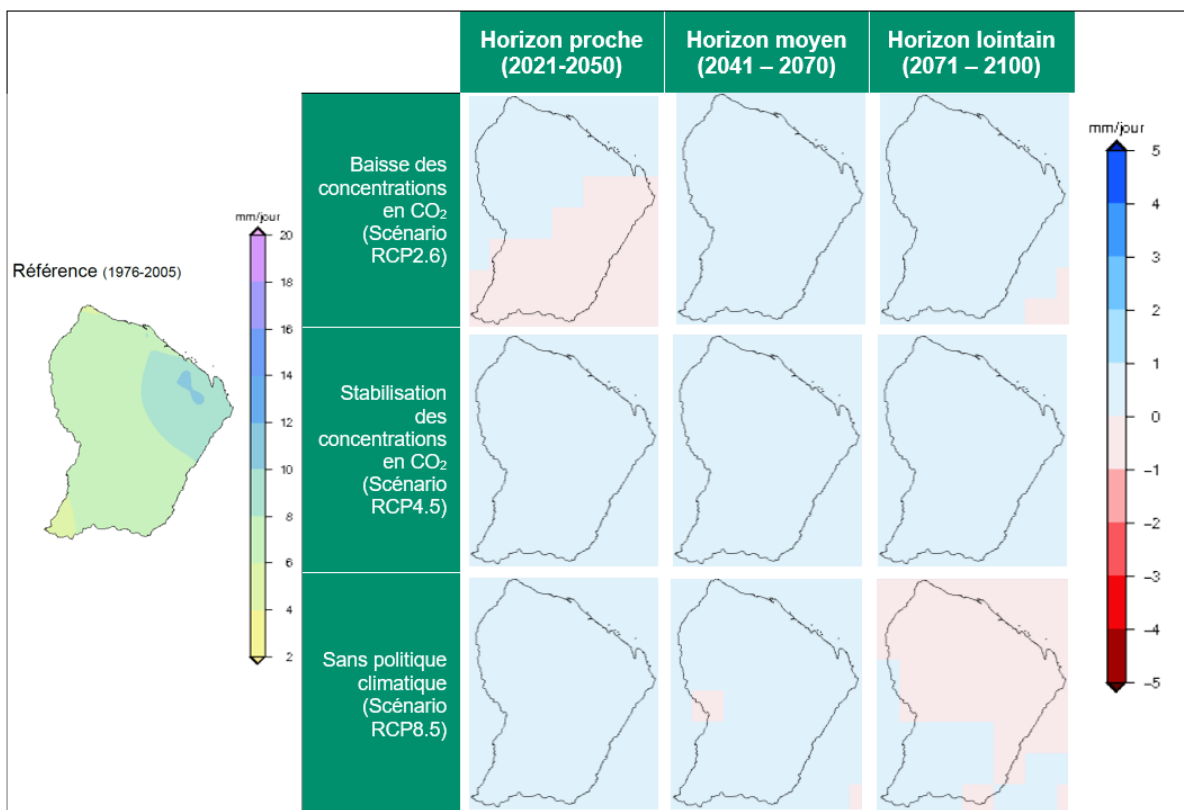 Horizon proche
(2021-2050)
Horizon moyen
(2041 – 2070)
Horizon lointain
(2071 – 2100)
Référence (1976-2005)
mm/jour
20
18
16
14
12
10
8
6
4
2
Baisse des
concentrations
en CO₂
(Scénario
RCP2.6)
Stabilisation
des
concentrations
en CO₂
(Scénario
RCP4.5)
Sans politique
climatique
(Scénario
RCP8.5)
mm/jour
5
4
3
2
1
0
−1
−2
−3
−4
−5